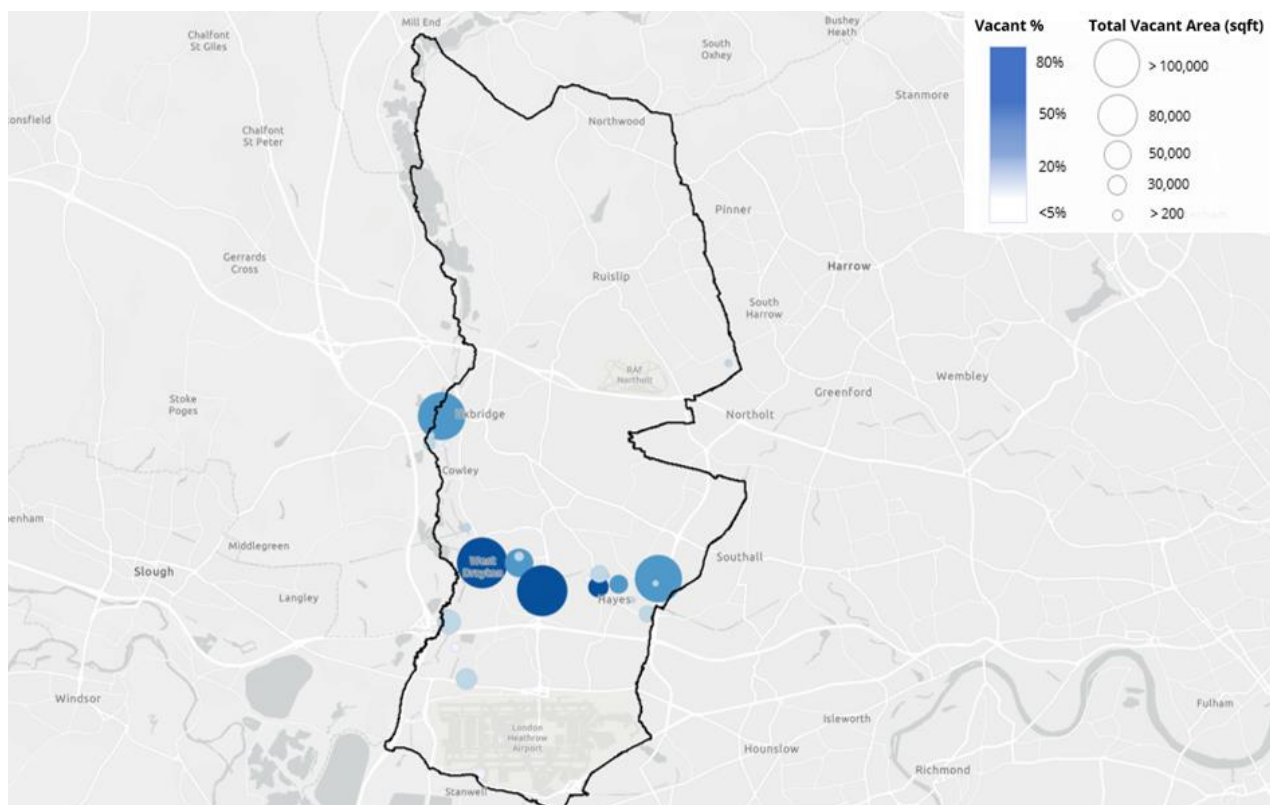 Vacant %
80%
50%
20%
<5%
Total Vacant Area (sqft)
> 100,000
80,000
50,000
30,000
> 200
Mill End
Chalfont
St Giles
South
Oxhey
Bushey
Heath
Stanmore
onsfield
Chalfont
St Peter
Northwood
Pinner
Gerrards
Cross
Ruislip
Harrow
South
Harrow
RAF
Northolt
Wembley
Greenford
Stoke
Poges
Uxbridge
Northolt
Cowley
enham
Middlegreen
West
Drayton
Southall
Slough
Langley
Hayes
Windsor
London
Heathrow
Airport
Isleworth
Fulham
Hounslow
Richmond
Stanwell